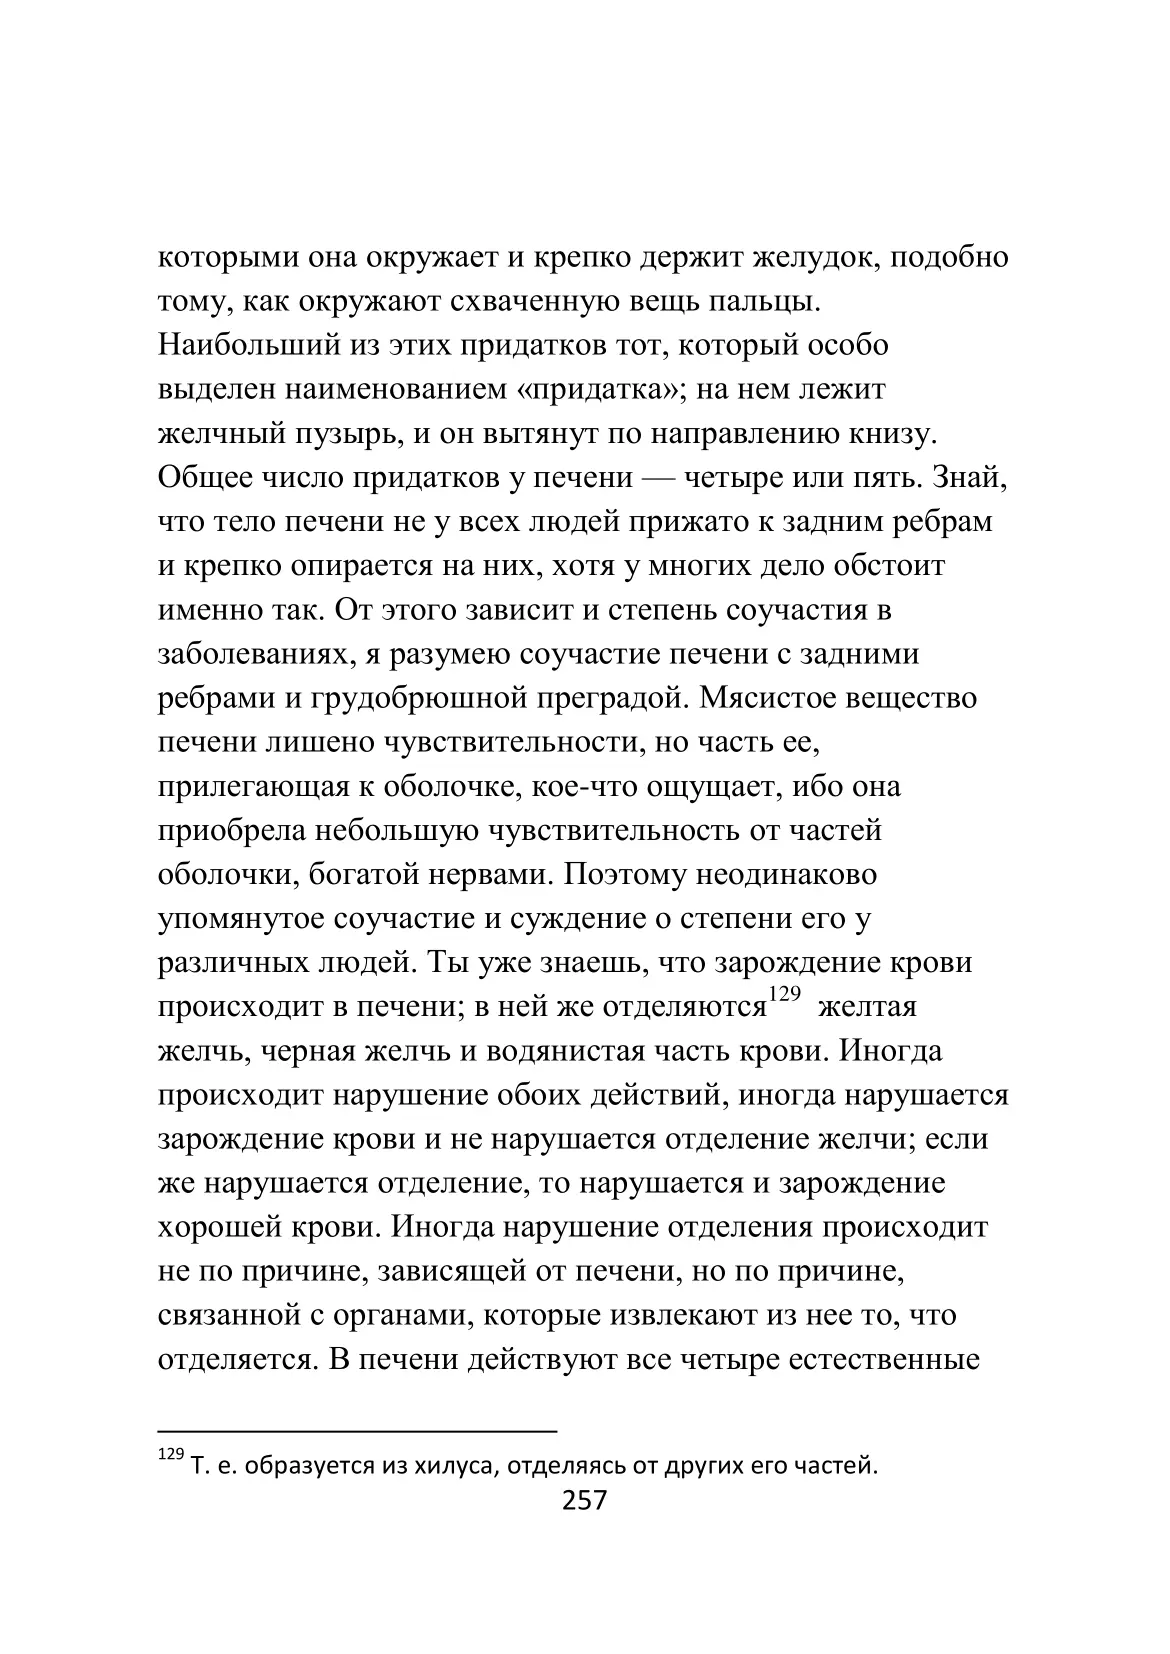 которыми она окружает и крепко держит желудок, подобно
тому, как окружают схваченную вещь пальцы.
Наибольший из этих придатков тот, который особо
выделен наименованием «придатка»; на нем лежит
желчный пузырь, и он вытянут по направлению книзу.
Общее число придатков у печени — четыре или пять. Знай,
что тело печени не у всех людей прижато к задним ребрам
и крепко опирается на них, хотя у многих дело обстоит
именно так. От этого зависит и степень соучастия в
заболеваниях, я разумею соучастие печени с задними
ребрами и грудобрюшной преградой. Мясистое вещество
печени лишено чувствительности, но часть ее,
прилегающая к оболочке, кое-что ощущает, ибо она
приобрела небольшую чувствительность от частей
оболочки, богатой нервами. Поэтому неодинаково
упомянутое соучастие и суждение о степени его у
различных людей. Ты уже знаешь, что зарождение крови
происходит в печени; в ней же отделяются129 желтая
желчь, черная желчь и водянистая часть крови. Иногда
происходит нарушение обоих действий, иногда нарушается
зарождение крови и не нарушается отделение желчи; если
же нарушается отделение, то нарушается и зарождение
хорошей крови. Иногда нарушение отделения происходит
не по причине, зависящей от печени, но по причине,
связанной с органами, которые извлекают из нее то, что
отделяется. В печени действуют все четыре естественные
129 Т. е. образуется из хилуса, отделяясь от других его частей.
257